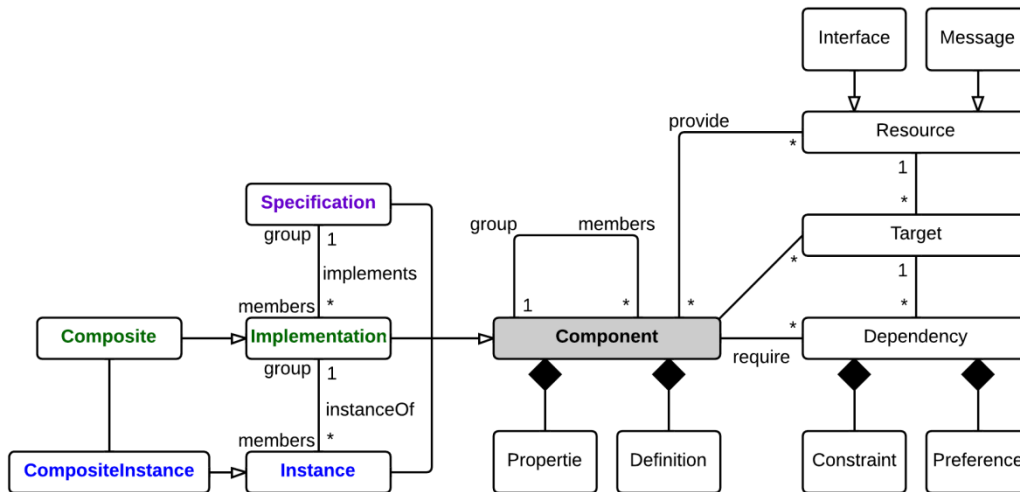 Interface
Message
provide
Resource
*
1
Specification
*
group
members
Target
group
1
*
1
implements
members
*
1
*
*
*
Composite
Implementation
Component
*
Dependency
group
1
require
instanceOf
members
*
CompositeInstance
Instance
Propertie
Definition
Constraint
Preference